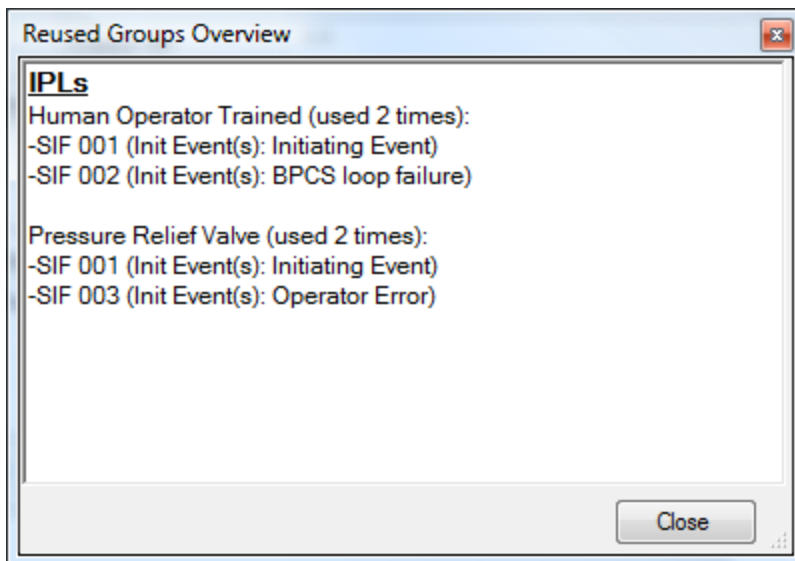 Reused Groups Overview
IPLs
Human Operator Trained (used 2 times):
-SIF 001 (Init Event(s): Initiating Event)
-SIF 002 (Init Event(s): BPCS loop failure)
Pressure Relief Valve (used 2 times):
-SIF 001 (Init Event(s): Initiating Event)
-SIF 003 (Init Event(s): Operator Error)
Close